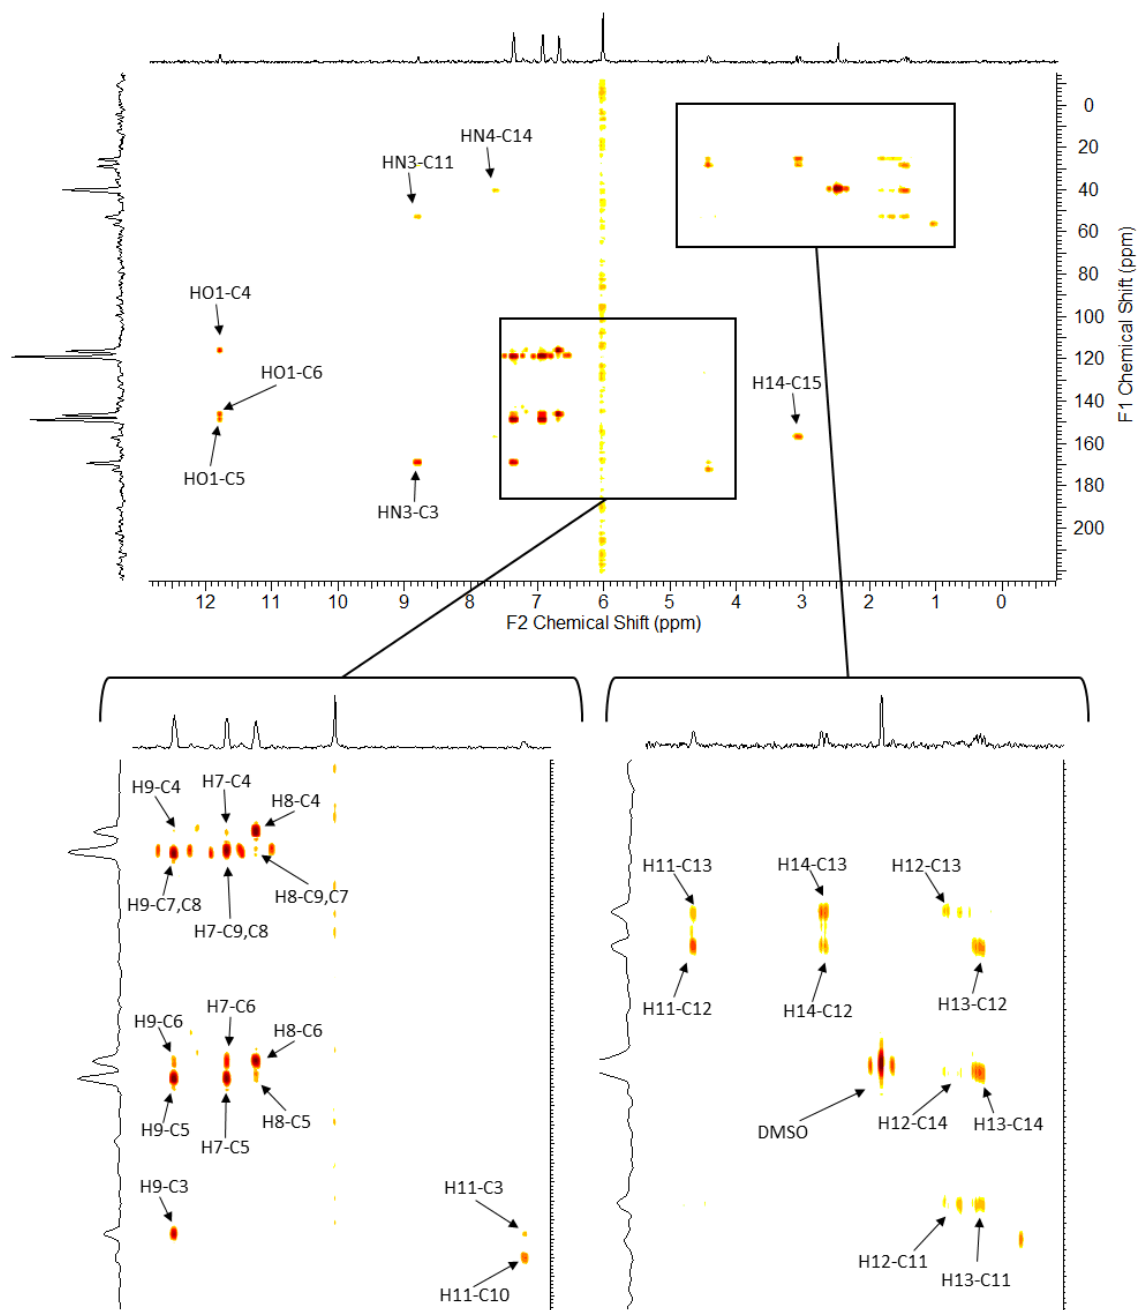 HN4-C14
HN3-C11
HO1-C4
HO1-C6
HO1-C5
HN3-C3
H14-C15
0
20
40
60
80
100
120
140
160
180
200
F1 Chemical Shift (ppm)
12 11 10 9 8 7 6 5 4 3 2 1 0
F2 Chemical Shift (ppm)
H9-C4
H7-C4
H8-C4
H8-C9,C7
H9-C7,C8
H7-C9,C8
H9-C6
H7-C6
H8-C6
H9-C5
H7-C5
H8-C5
H9-C3
H11-C3
H11-C10
H11-C13
H14-C13
H12-C13
H11-C12
H14-C12
H13-C12
DMSO
H12-C14
H13-C14
H12-C11
H13-C11